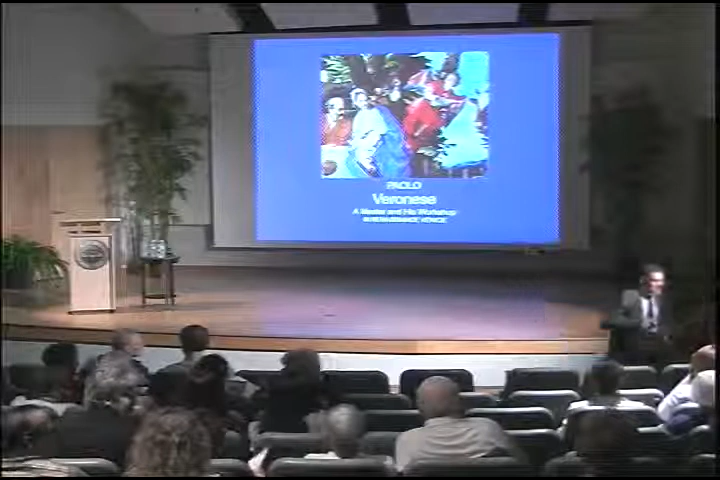 PAOLO
Veronese
A Master and His Workshop
IN RENAISSANCE VENICE